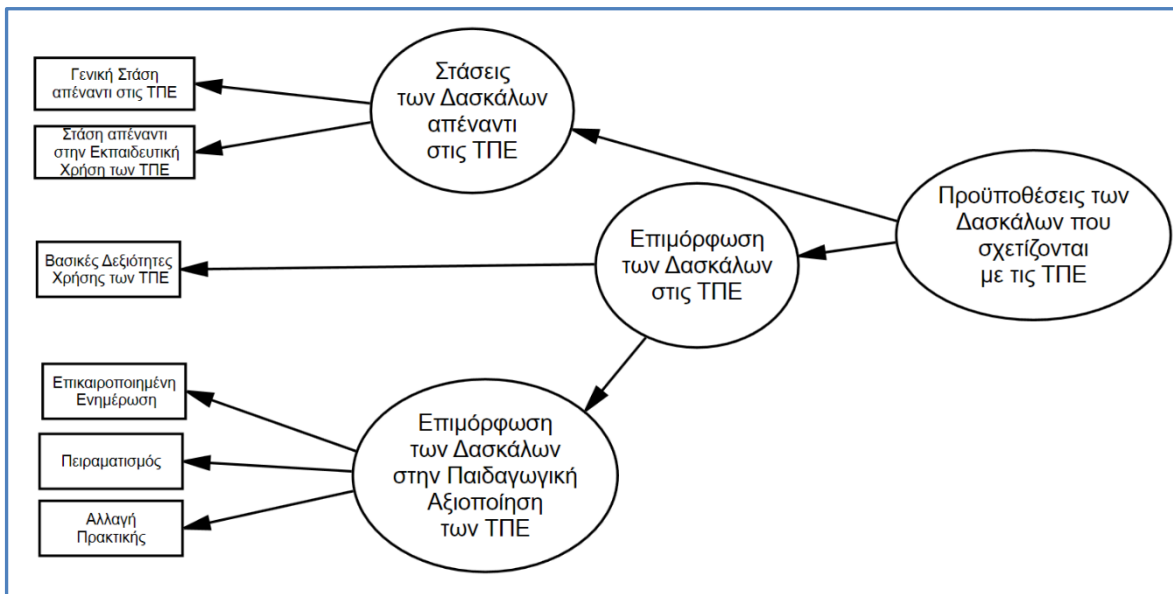 Γενική Στάση
απέναντι στις ΤΠΕ
Στάση απέναντι
στην Εκπαιδευτική
Χρήση των ΤΠΕ
Στάσεις
των Δασκάλων
απέναντι
στις ΤΠΕ
Βασικές Δεξιότητες
Χρήσης των ΤΠΕ
Επιμόρφωση
των Δασκάλων
στις ΤΠΕ
Προϋποθέσεις των
Δασκάλων που
σχετίζονται
με τις ΤΠΕ
Επικαιροποιημένη
Ενημέρωση
Πειραματισμός
Αλλαγή
Πρακτικής
Επιμόρφωση
των Δασκάλων
στην Παιδαγωγική
Αξιοποίηση
των ΤΠΕ